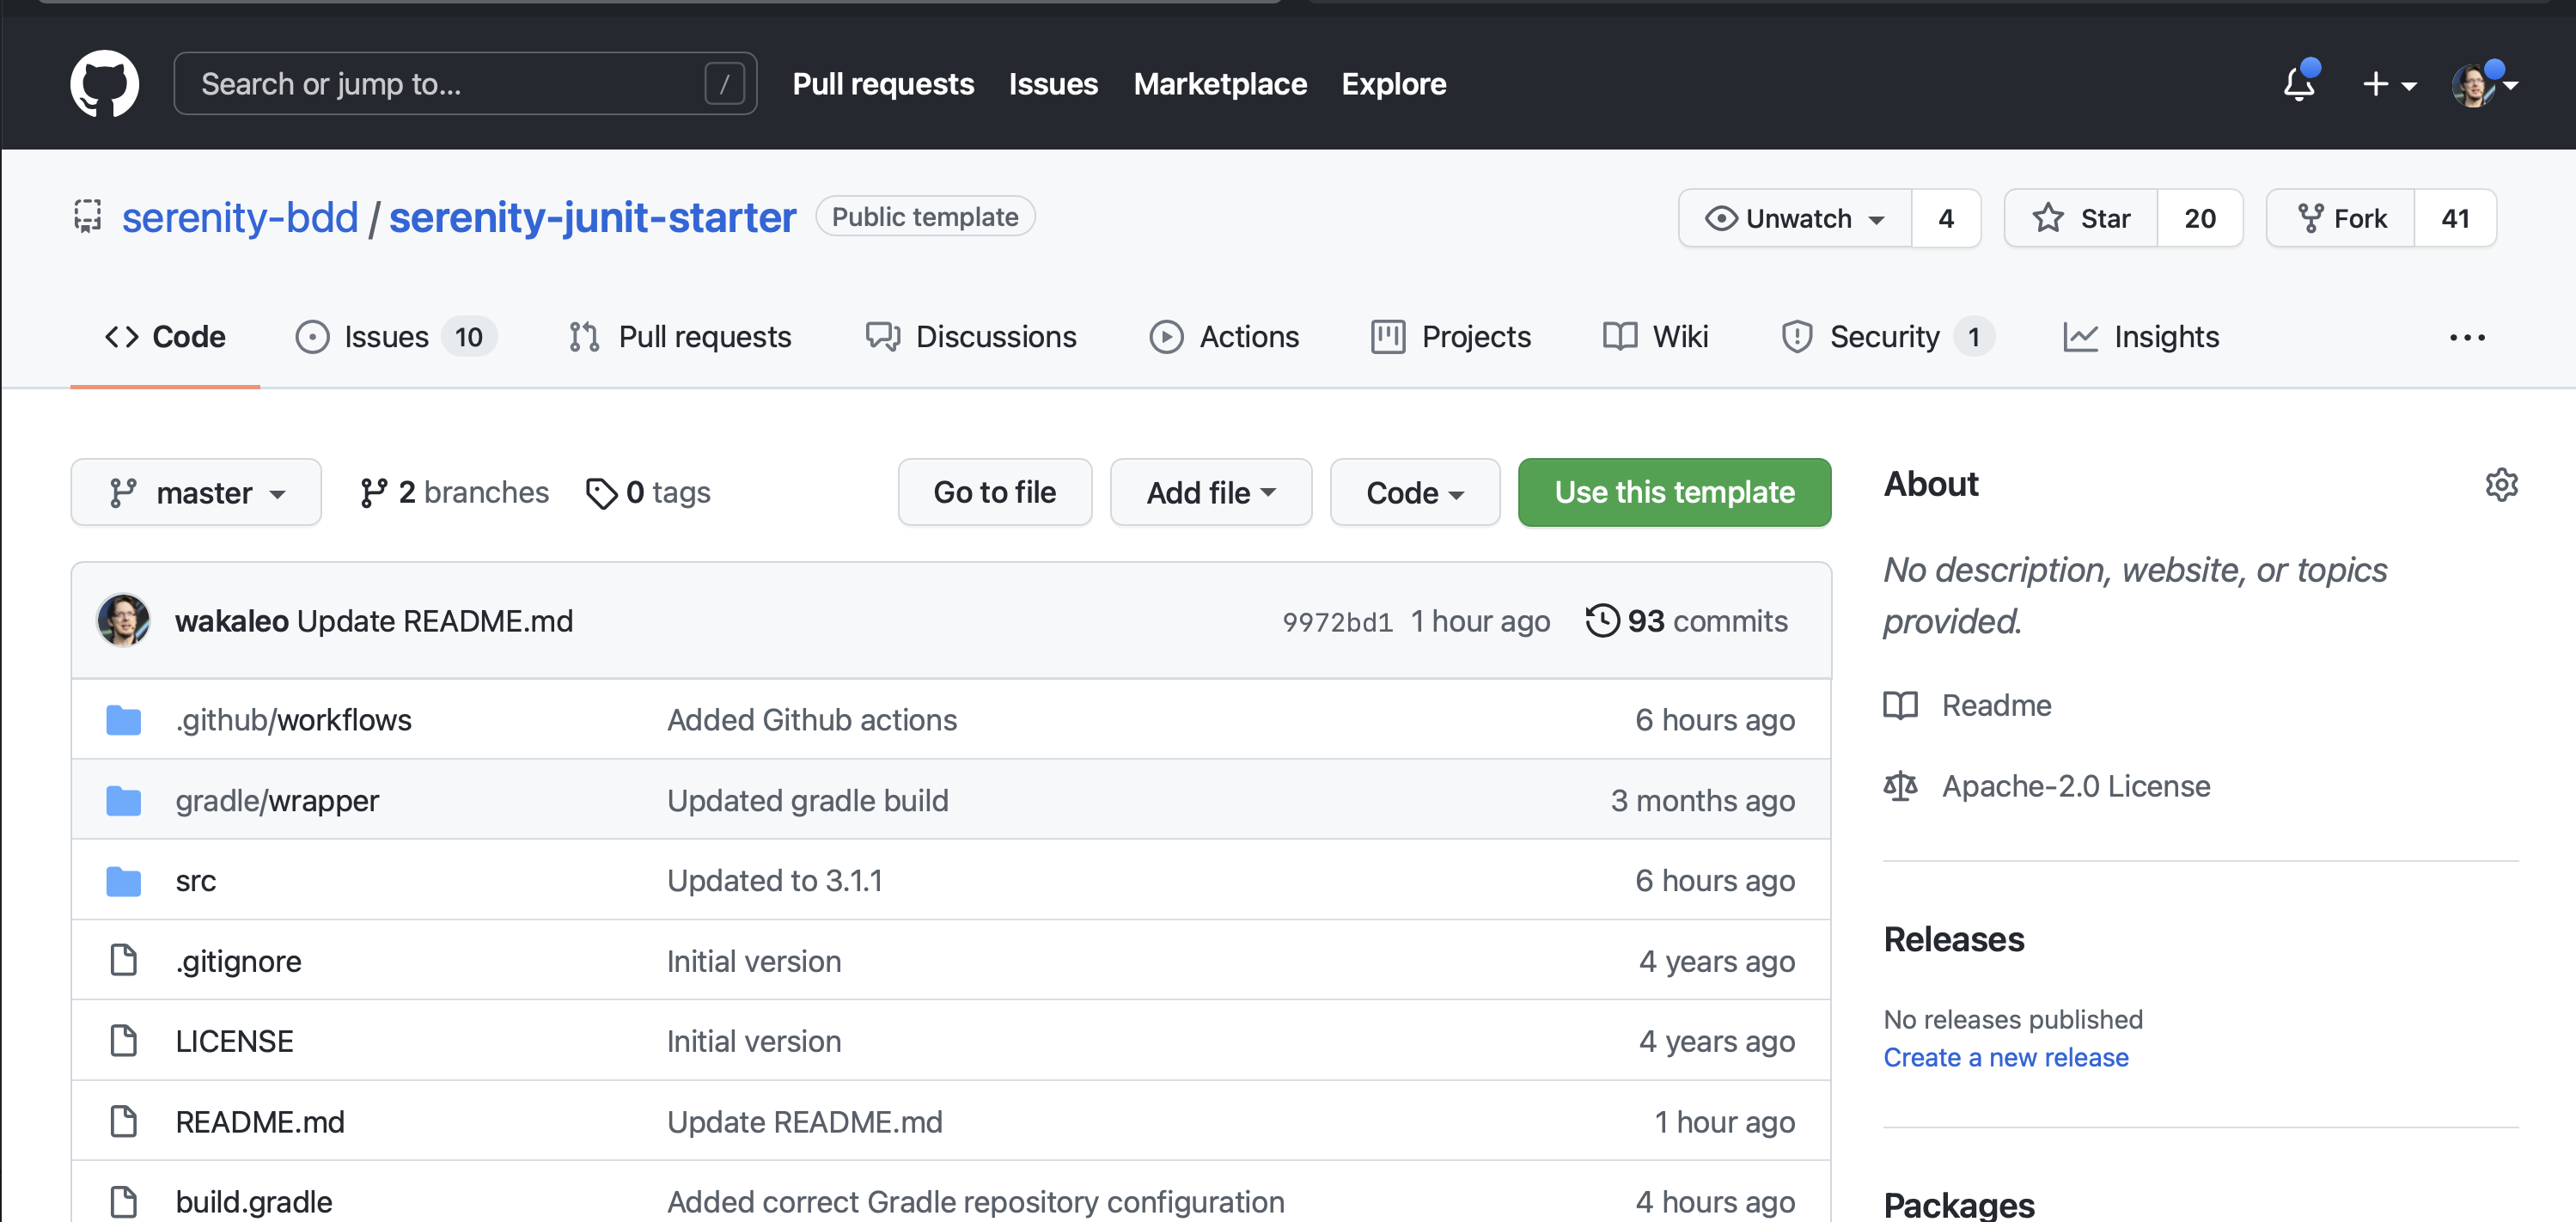 Search or jump to... / Pull requests Issues Marketplace Explore
serenity-bdd / serenity-junit-starter Public template Unwatch 4 Star 20 Fork 41
Code Issues 10 Pull requests Discussions Actions Projects Wiki Security 1 Insights ...
master 2 branches 0 tags Go to file Add file Code Use this template
About
No description, website, or topics
provided.
wakaleo Update README.md 9972bd1 1 hour ago 93 commits
Readme
.github/workflows Added Github actions 6 hours ago
Apache-2.0 License
gradle/wrapper Updated gradle build 3 months ago
src Updated to 3.1.1 6 hours ago
Releases
.gitignore Initial version 4 years ago
No releases published
LICENSE Initial version 4 years ago
Create a new release
README.md Update README.md 1 hour ago
build.gradle Added correct Gradle repository configuration 4 hours ago
Packages